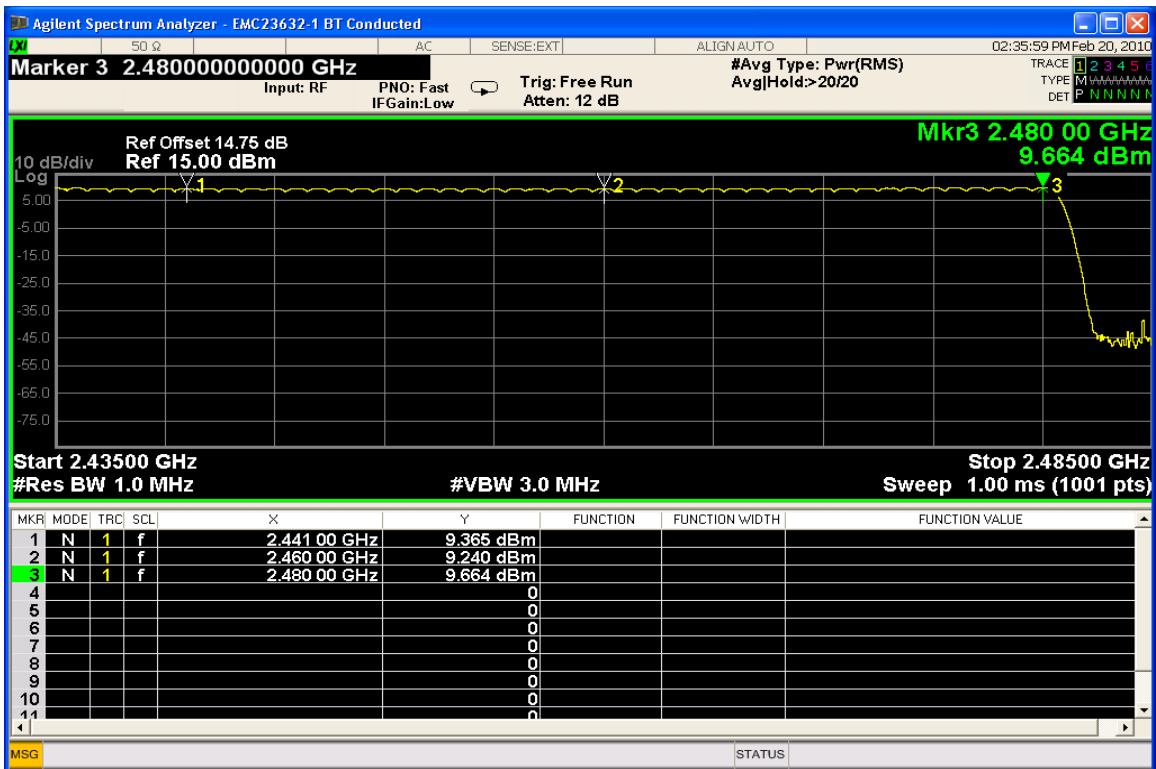 Agilent Spectrum Analyzer - EMC23632-1 BT Conducted
LXI 50 Ω AC SENSE:EXT ALIGN AUTO 02:35:59 PM Feb 20, 2010
Marker 3 2.480000000000 GHz
Input: RF PNO: Fast IFGain:Low
Trig: Free Run
Atten: 12 dB
#Avg Type: Pwr(RMS)
Avg|Hold:>20/20
TRACE 1 2 3 4 5 6
TYPE M
DET P N N N N N
Mkr3 2.480 00 GHz
9.664 dBm
Ref Offset 14.75 dB
10 dB/div Ref 15.00 dBm
Log
1 2 3
5.00
-5.00
-15.0
-25.0
-35.0
-45.0
-55.0
-65.0
-75.0
Start 2.43500 GHz Stop 2.48500 GHz
#Res BW 1.0 MHz #VBW 3.0 MHz Sweep 1.00 ms (1001 pts)
MKR MODE TRC SCL X Y FUNCTION FUNCTION WIDTH FUNCTION VALUE
1 N 1 f 2.441 00 GHz 9.365 dBm
2 N 1 f 2.460 00 GHz 9.240 dBm
3 N 1 f 2.480 00 GHz 9.664 dBm
4 0
5 0
6 0
7 0
8 0
9 0
10 0
11 0
MSG STATUS